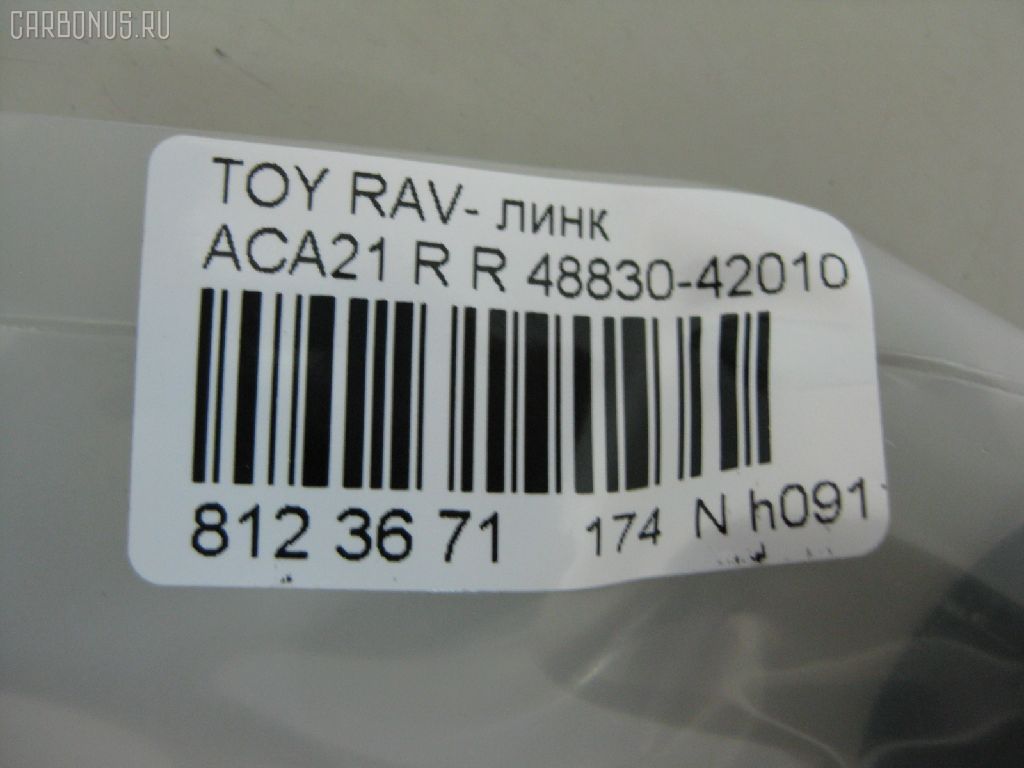 CARBONUS.RU
TOY RAV- линк
ACA21 R R 48830-42010
812 36 71 174 N h091